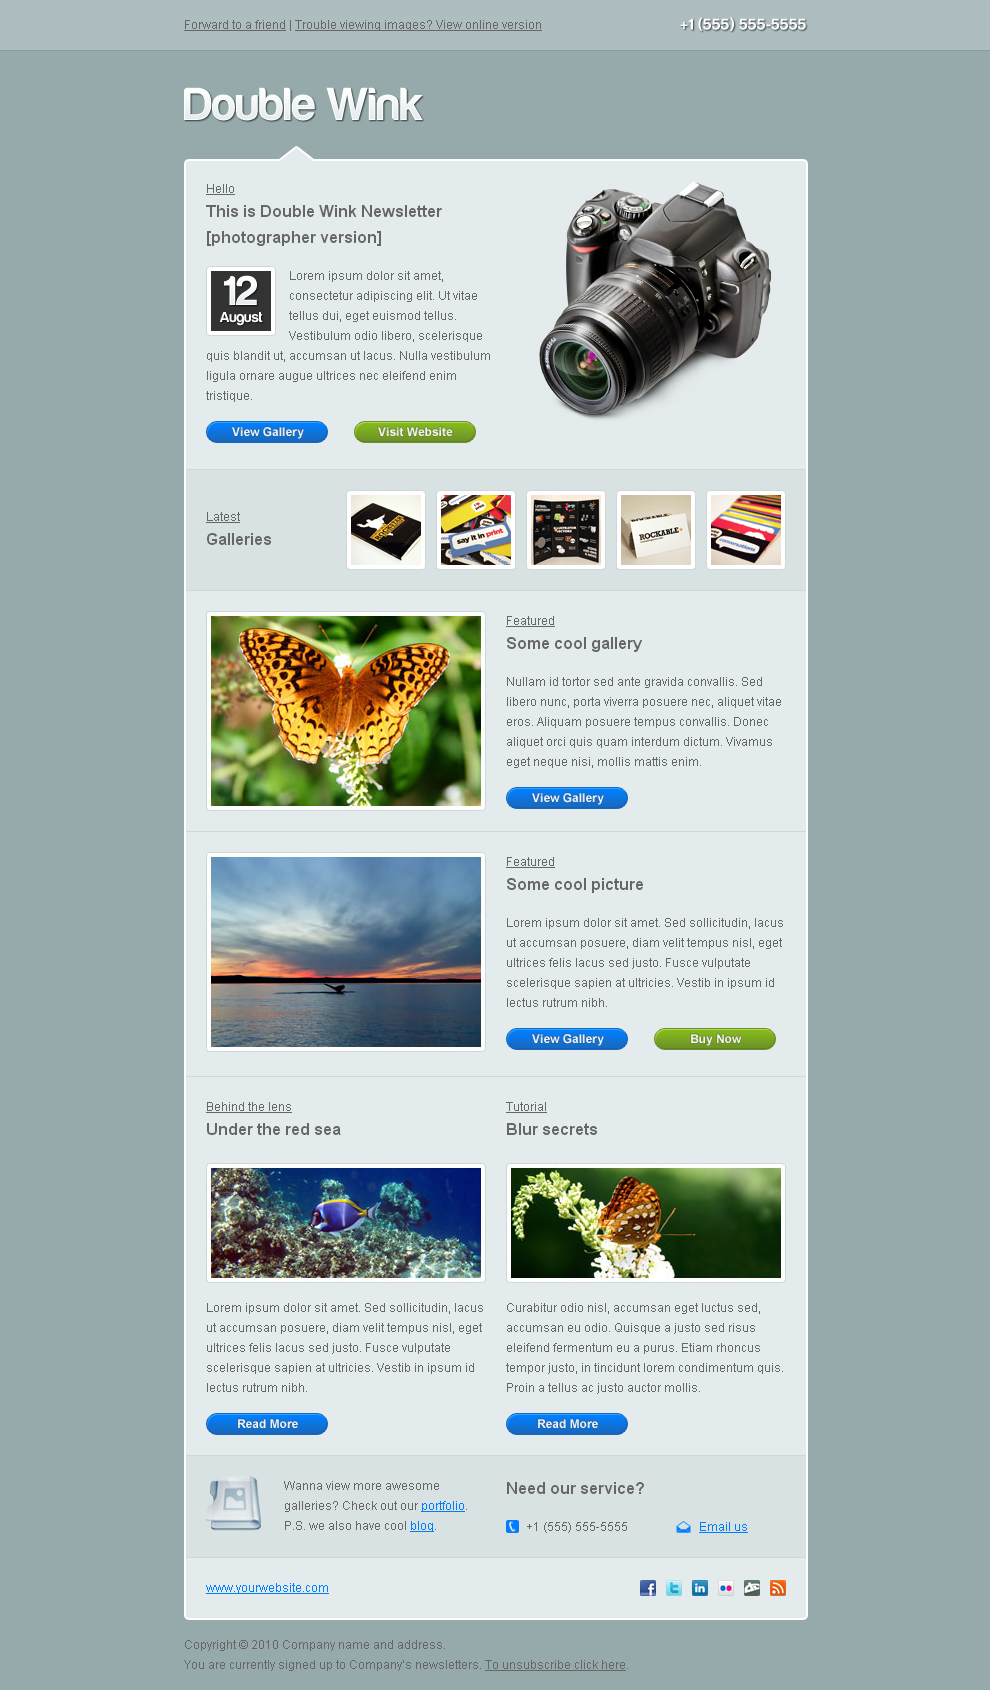 Forward to a friend | Trouble viewing images? View online version
+1 (555) 555-5555
Double Wink
Hello
This is Double Wink Newsletter
[photographer version]
12
August
Lorem ipsum dolor sit amet,
consectetur adipiscing elit. Ut vitae
tellus dui, eget euismod tellus.
Vestibulum odio libero, scelerisque
quis blandit ut, accumsan ut lacus. Nulla vestibulum
ligula ornare augue ultrices nec eleifend enim
tristique.
View Gallery
Visit Website
Latest
Galleries
say it in print
ROCKABLE
Featured
Some cool gallery
Nullam id tortor sed ante gravida convallis. Sed
libero nunc, porta viverra posuere nec, aliquet vitae
eros. Aliquam posuere tempus convallis. Donec
aliquet orci quis quam interdum dictum. Vivamus
eget neque nisi, mollis mattis enim.
View Gallery
Featured
Some cool picture
Lorem ipsum dolor sit amet. Sed sollicitudin, lacus
ut accumsan posuere, diam velit tempus nisl, eget
ultrices felis lacus sed justo. Fusce vulputate
scelerisque sapien at ultricies. Vestib in ipsum id
lectus rutrum nibh.
View Gallery
Buy Now
Behind the lens
Under the red sea
Lorem ipsum dolor sit amet. Sed sollicitudin, lacus
ut accumsan posuere, diam velit tempus nisl, eget
ultrices felis lacus sed justo. Fusce vulputate
scelerisque sapien at ultricies. Vestib in ipsum id
lectus rutrum nibh.
Read More
Tutorial
Blur secrets
Curabitur odio nisl, accumsan eget luctus sed,
accumsan eu odio. Quisque a justo sed risus
eleifend fermentum eu a purus. Etiam rhoncus
tempor justo, in tincidunt lorem condimentum quis.
Proin a tellus ac justo auctor mollis.
Read More
Wanna view more awesome
galleries? Check out our portfolio.
P.S. we also have cool blog.
Need our service?
+1 (555) 555-5555
Email us
www.yourwebsite.com
Copyright © 2010 Company name and address.
You are currently signed up to Company's newsletters. To unsubscribe click here.